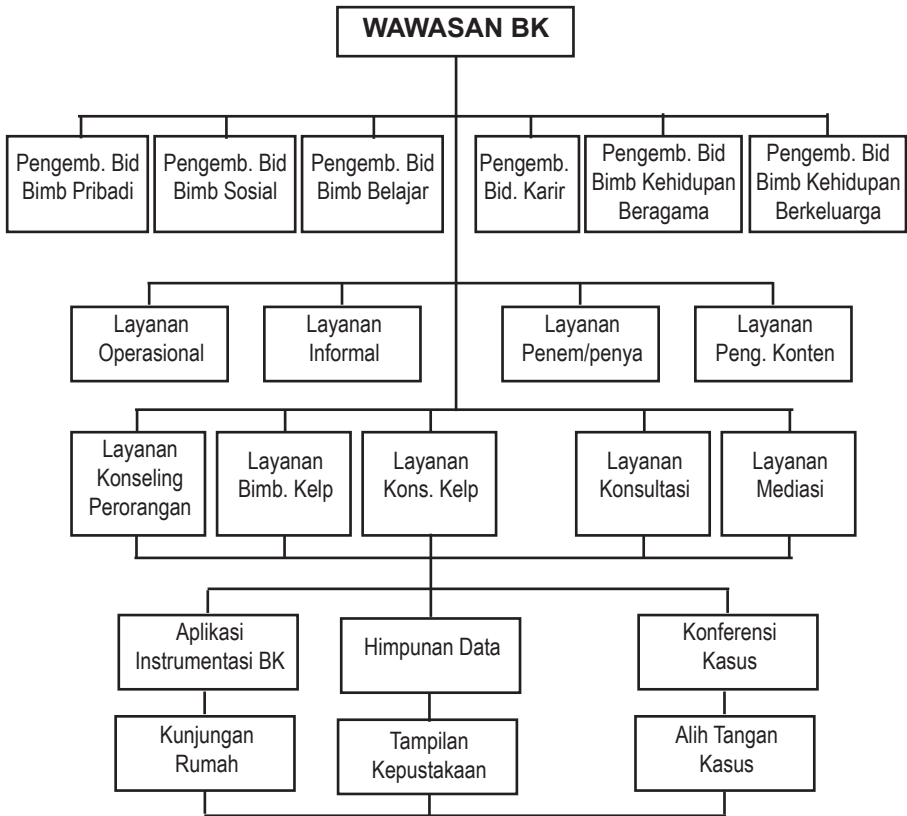 WAWASAN BK
Pengemb. Bid
Bimb Pribadi
Pengemb. Bid
Bimb Sosial
Pengemb. Bid
Bimb Belajar
Pengemb.
Bid. Karir
Pengemb. Bid
Bimb Kehidupan
Beragama
Pengemb. Bid
Bimb Kehidupan
Berkeluarga
Layanan
Operasional
Layanan
Informal
Layanan
Penem/penya
Layanan
Peng. Konten
Layanan
Konseling
Perorangan
Layanan
Bimb. Kelp
Layanan
Kons. Kelp
Layanan
Konsultasi
Layanan
Mediasi
Aplikasi
Instrumentasi BK
Himpunan Data
Konferensi
Kasus
Kunjungan
Rumah
Tampilan
Kepustakaan
Alih Tangan
Kasus